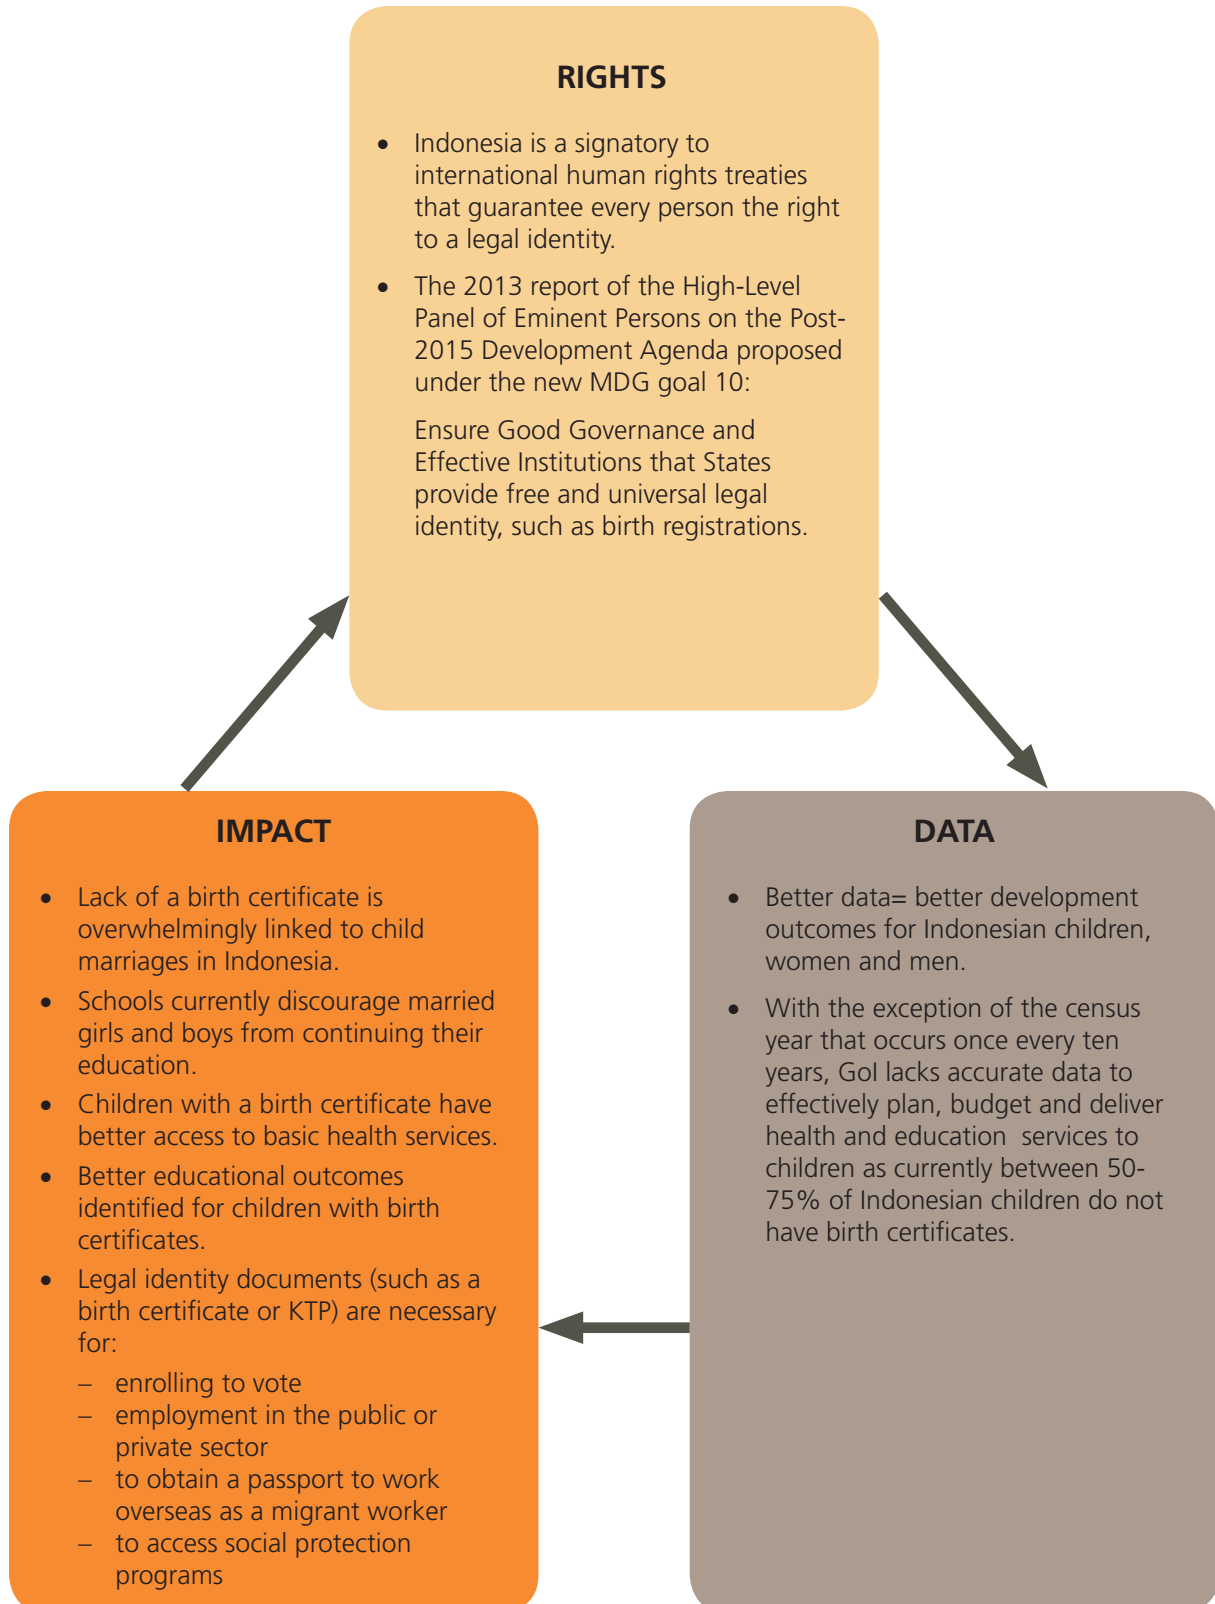 RIGHTS
• Indonesia is a signatory to
international human rights treaties
that guarantee every person the right
to a legal identity.
• The 2013 report of the High-Level
Panel of Eminent Persons on the Post-
2015 Development Agenda proposed
under the new MDG goal 10:
Ensure Good Governance and
Effective Institutions that States
provide free and universal legal
identity, such as birth registrations.
IMPACT
• Lack of a birth certificate is
overwhelmingly linked to child
marriages in Indonesia.
• Schools currently discourage married
girls and boys from continuing their
education.
• Children with a birth certificate have
better access to basic health services.
• Better educational outcomes
identified for children with birth
certificates.
• Legal identity documents (such as a
birth certificate or KTP) are necessary
for:
– enrolling to vote
– employment in the public or
private sector
– to obtain a passport to work
overseas as a migrant worker
– to access social protection
programs
DATA
• Better data= better development
outcomes for Indonesian children,
women and men.
• With the exception of the census
year that occurs once every ten
years, GoI lacks accurate data to
effectively plan, budget and deliver
health and education services to
children as currently between 50-
75% of Indonesian children do not
have birth certificates.